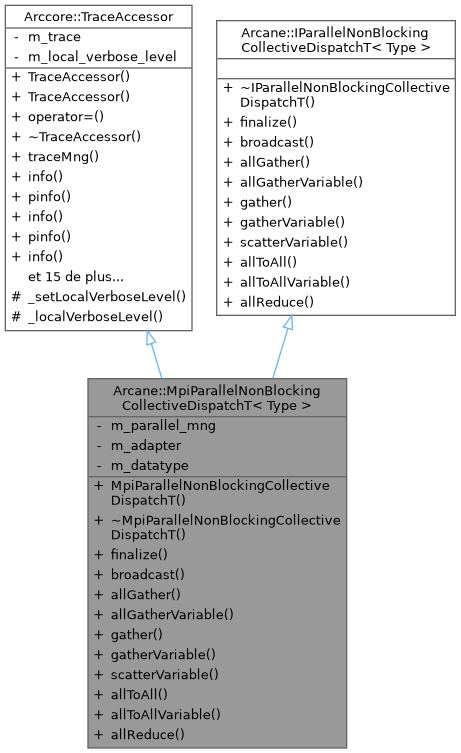 Arccore::TraceAccessor
- m_trace
- m_local_verbose_level
+ TraceAccessor()
+ TraceAccessor()
+ operator=()
+ ~TraceAccessor()
+ traceMng()
+ info()
+ pinfo()
+ info()
+ pinfo()
+ info()
et 15 de plus...
# _setLocalVerboseLevel()
# _localVerboseLevel()
Arcane::IParallelNonBlocking
CollectiveDispatchT< Type >
+ ~IParallelNonBlockingCollective
DispatchT()
+ finalize()
+ broadcast()
+ allGather()
+ allGatherVariable()
+ gather()
+ gatherVariable()
+ scatterVariable()
+ allToAll()
+ allToAllVariable()
+ allReduce()
Arcane::MpiParallelNonBlocking
CollectiveDispatchT< Type >
- m_parallel_mng
- m_adapter
- m_datatype
+ MpiParallelNonBlockingCollective
DispatchT()
+ ~MpiParallelNonBlockingCollective
DispatchT()
+ finalize()
+ broadcast()
+ allGather()
+ allGatherVariable()
+ gather()
+ gatherVariable()
+ scatterVariable()
+ allToAll()
+ allToAllVariable()
+ allReduce()